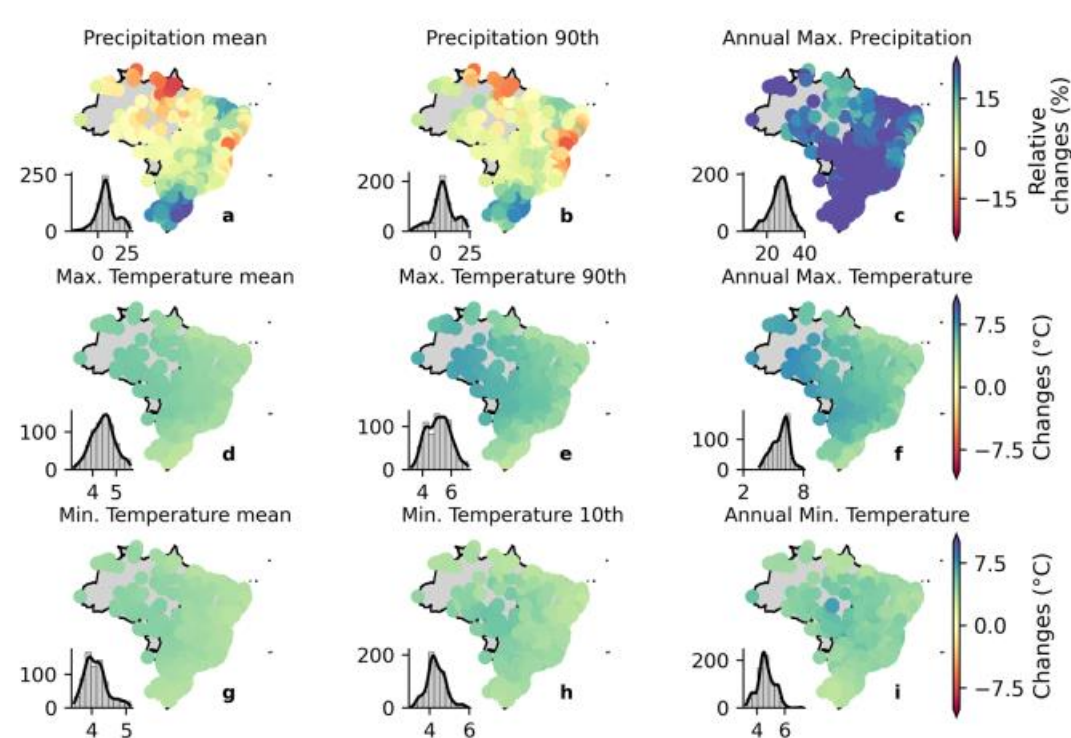 Precipitation mean
Precipitation 90th
Annual Max. Precipitation
250
0
0 25
a
200
0
0 25
b
200
0
20 40
c
15
0
−15
Relative
changes (%)
Max. Temperature mean
Max. Temperature 90th
Annual Max. Temperature
100
0
4 5
d
100
0
4 6
e
100
0
2 8
f
7.5
0.0
−7.5
Changes (°C)
Min. Temperature mean
Min. Temperature 10th
Annual Min. Temperature
100
0
4 5
g
200
0
4 6
h
200
0
4 6
i
7.5
0.0
−7.5
Changes (°C)